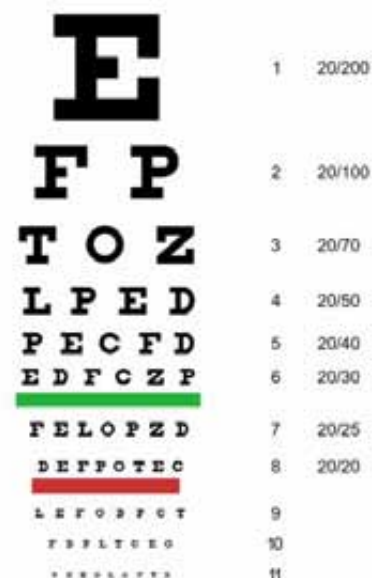 E 1 20/200
F P 2 20/100
T O Z 3 20/70
L P E D 4 20/50
P E C F D 5 20/40
E D F C Z P 6 20/30
F E L O P Z D 7 20/25
D E F P O T E C 8 20/20
L E F O D P C T 9
F D P L T C E O 10
11